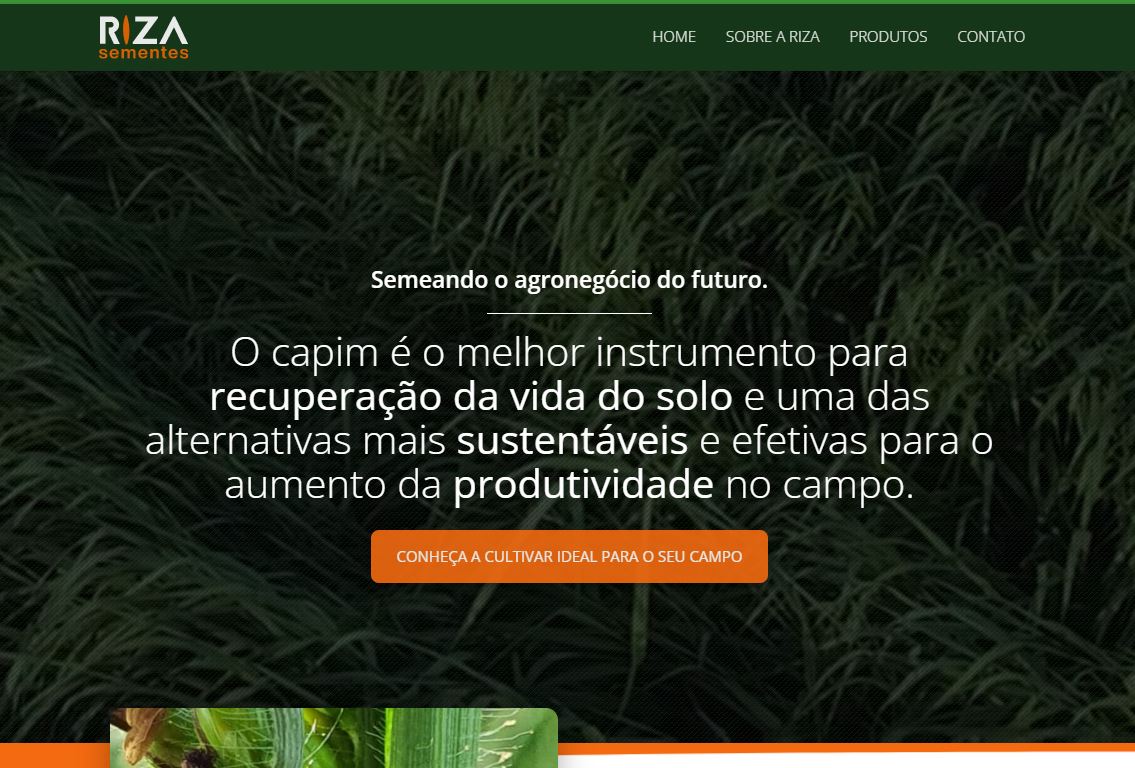 RIZA
sementes
HOME SOBRE A RIZA PRODUTOS CONTATO
Semeando o agronegócio do futuro.
O capim é o melhor instrumento para
recuperação da vida do solo e uma das
alternativas mais sustentáveis e efetivas para o
aumento da produtividade no campo.
CONHEÇA A CULTIVAR IDEAL PARA O SEU CAMPO